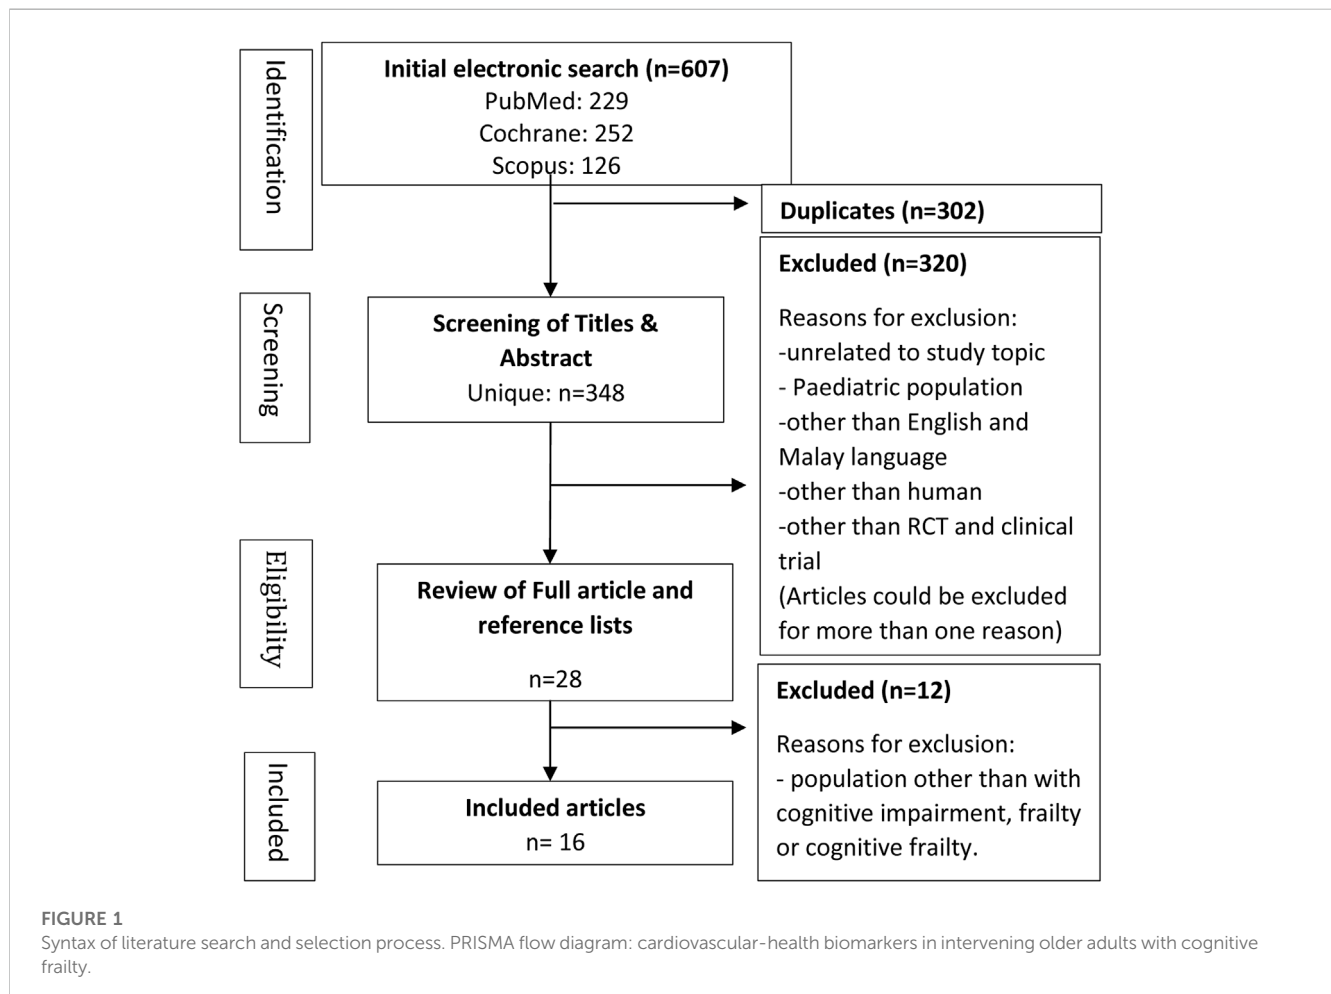 Identification
Initial electronic search (n=607)
PubMed: 229
Cochrane: 252
Scopus: 126
Duplicates (n=302)
Screening
Screening of Titles &
Abstract
Unique: n=348
Excluded (n=320)
Reasons for exclusion:
-unrelated to study topic
- Paediatric population
-other than English and
Malay language
-other than human
-other than RCT and clinical
trial
(Articles could be excluded
for more than one reason)
Eligibility
Review of Full article and
reference lists
n=28
Excluded (n=12)
Reasons for exclusion:
- population other than with
cognitive impairment, frailty
or cognitive frailty.
Included
Included articles
n= 16
FIGURE 1
Syntax of literature search and selection process. PRISMA flow diagram: cardiovascular-health biomarkers in intervening older adults with cognitive
frailty.